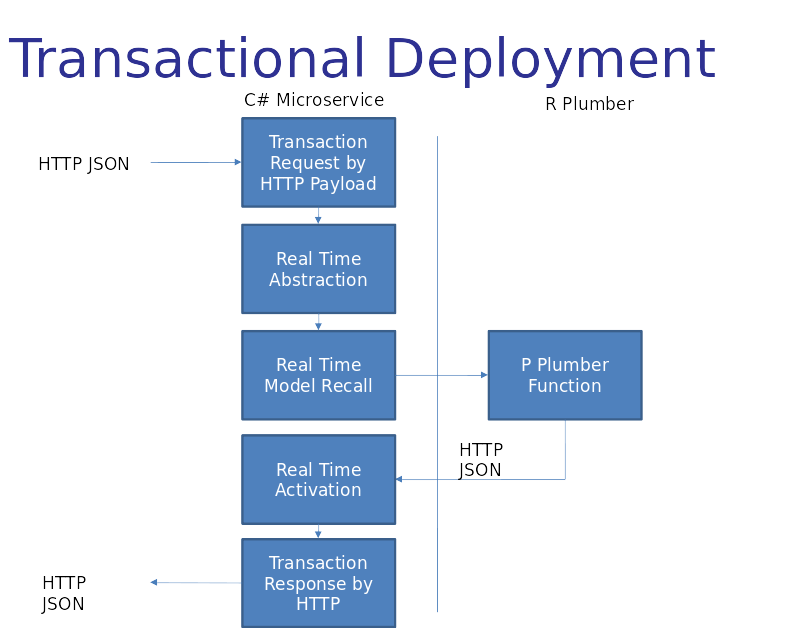 Transactional Deployment
C# Microservice
R Plumber
HTTP JSON
Transaction
Request by
HTTP Payload
Real Time
Abstraction
Real Time
Model Recall
P Plumber
Function
HTTP
JSON
Real Time
Activation
Transaction
Response by
HTTP
HTTP
JSON